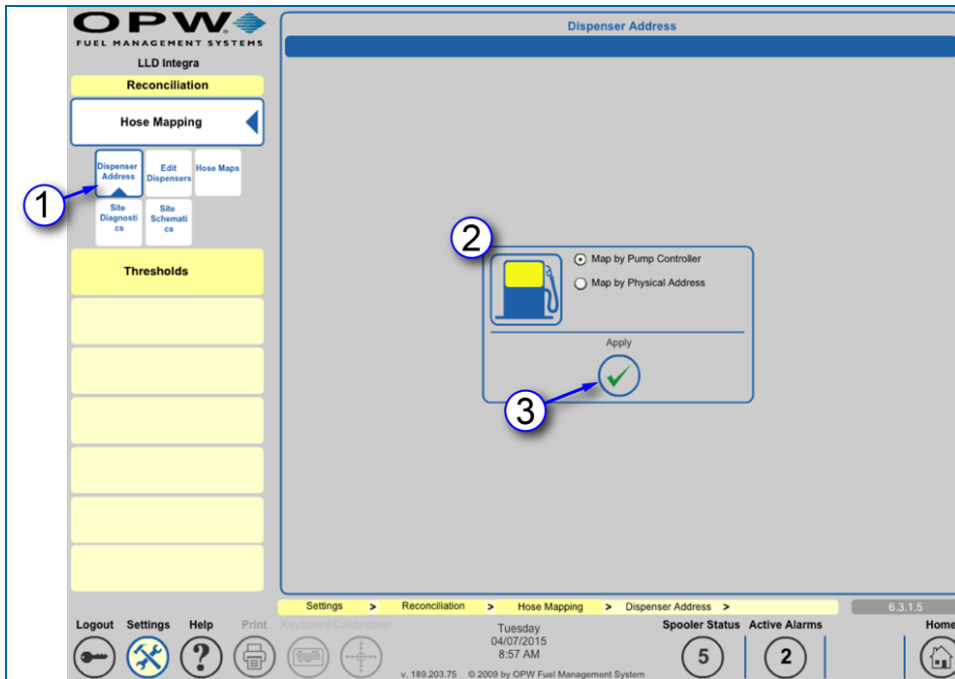 OPW
FUEL MANAGEMENT SYSTEMS
LLD Integra
Reconciliation
Hose Mapping
Dispenser
Address
Edit
Dispensers
Hose Maps
Site
Diagnosti
cs
Site
Schemati
cs
Thresholds
1
Dispenser Address
2
Map by Pump Controller
Map by Physical Address
Apply
3
Settings > Reconciliation > Hose Mapping > Dispenser Address >
6.3.1.5
Logout Settings Help Print Keyboard Calibration
Tuesday
04/07/2015
8:57 AM
v. 189.203.75 © 2009 by OPW Fuel Management System
Spooler Status Active Alarms Home
5
2